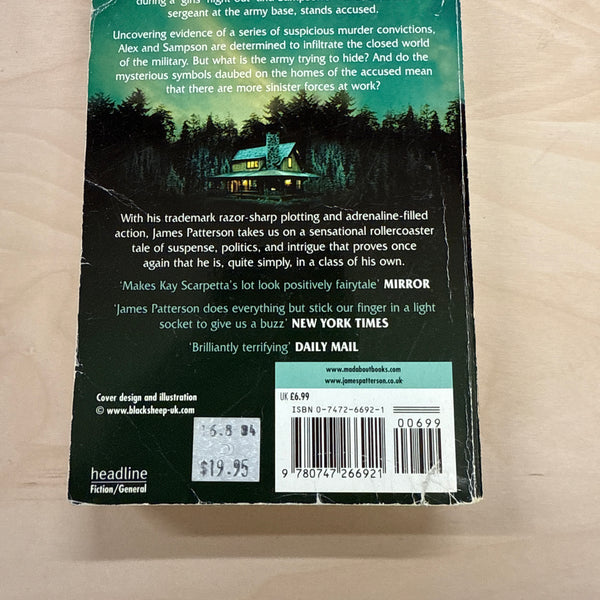 sergeant at the army base, stands accused.
Uncovering evidence of a series of suspicious murder convictions,
Alex and Sampson are determined to infiltrate the closed world
of the military. But what is the army trying to hide? And do the
mysterious symbols daubed on the homes of the accused mean
that there are more sinister forces at work?
With his trademark razor-sharp plotting and adrenaline-filled
action, James Patterson takes us on a sensational rollercoaster
tale of suspense, politics, and intrigue that proves once
again that he is, quite simply, in a class of his own.
'Makes Kay Scarpetta's lot look positively fairytale' MIRROR
'James Patterson does everything but stick our finger in a light
socket to give us a buzz' NEW YORK TIMES
'Brilliantly terrifying' DAILY MAIL
www.madaboutbooks.com
www.jamespatterson.co.uk
Cover design and illustration
© www.blacksheep-uk.com
UK £6.99
ISBN 0-7472-6692-1
00699
9 780747 266921
$19.95
headline
Fiction/General